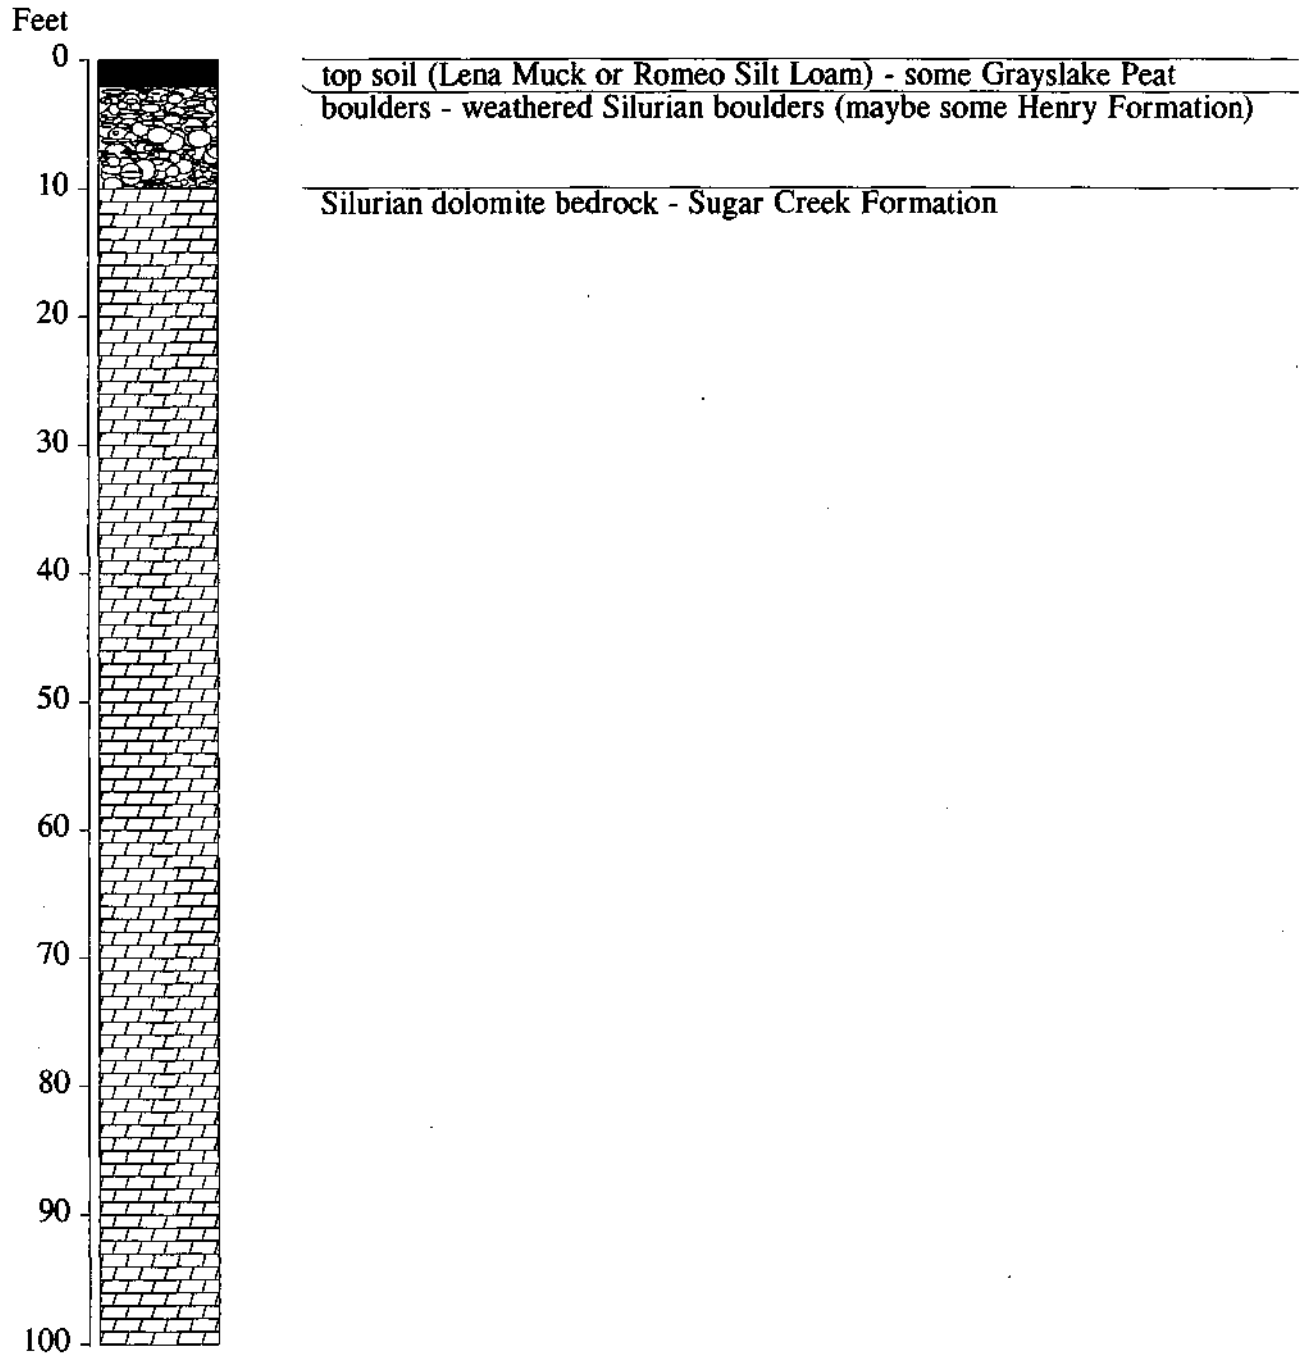 Feet
0
top soil (Lena Muck or Romeo Silt Loam) - some Grayslake Peat
boulders - weathered Silurian boulders (maybe some Henry Formation)
10
Silurian dolomite bedrock - Sugar Creek Formation
20
30
40
50
60
70
80
90
100